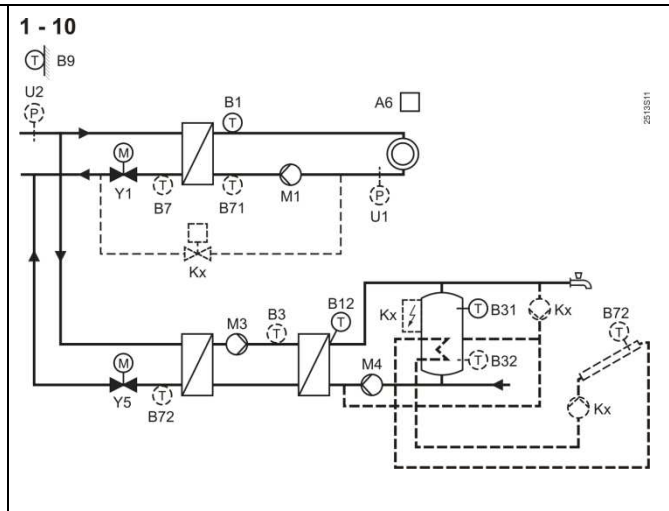 1 - 10
T B9
U2
P
B1
T
A6
2513S11
M
Y1
T
B7
T
B71
M1
P
U1
Kx
B12
T
B3
T
M3
Kx
T B31
Kx
B72
T
M
Y5
T
B72
M4
T B32
Kx